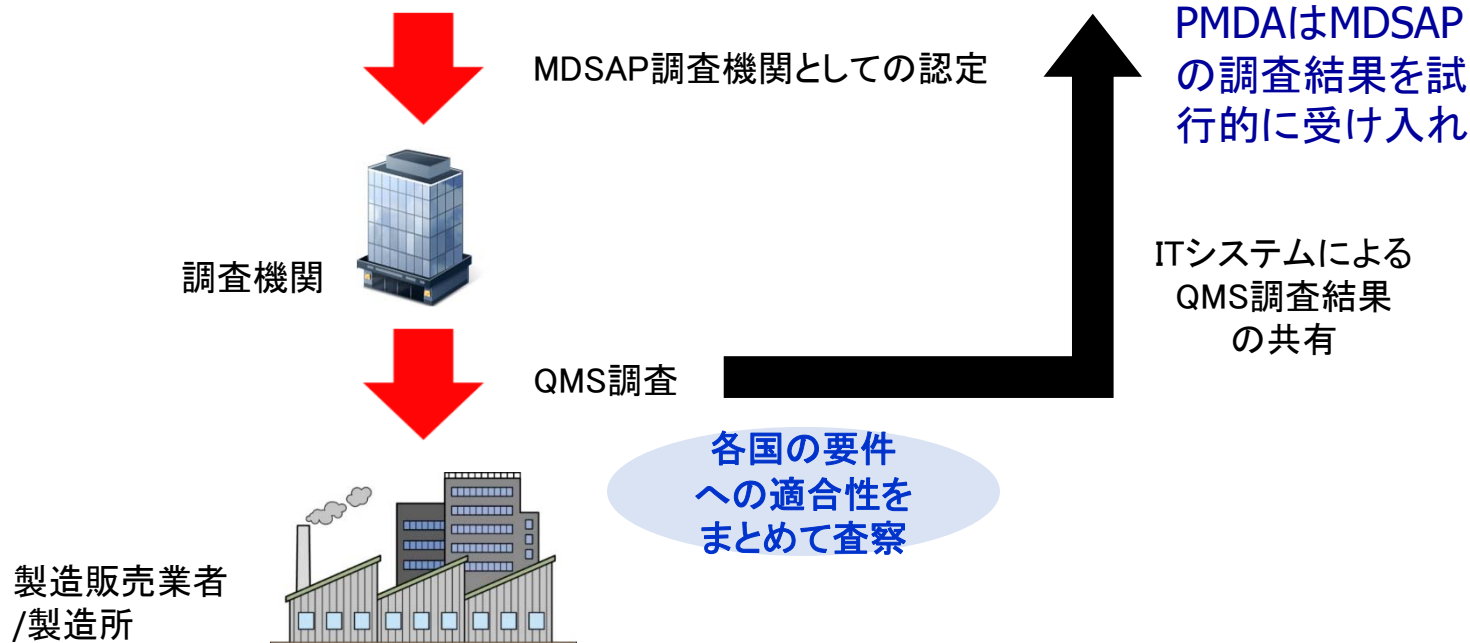 PMDAはMDSAP
の調査結果を試
行的に受け入れ
MDSAP調査機関としての認定
調査機関
ITシステムによる
QMS調査結果
の共有
QMS調査
各国の要件
への適合性を
まとめて査察
製造販売業者
/製造所